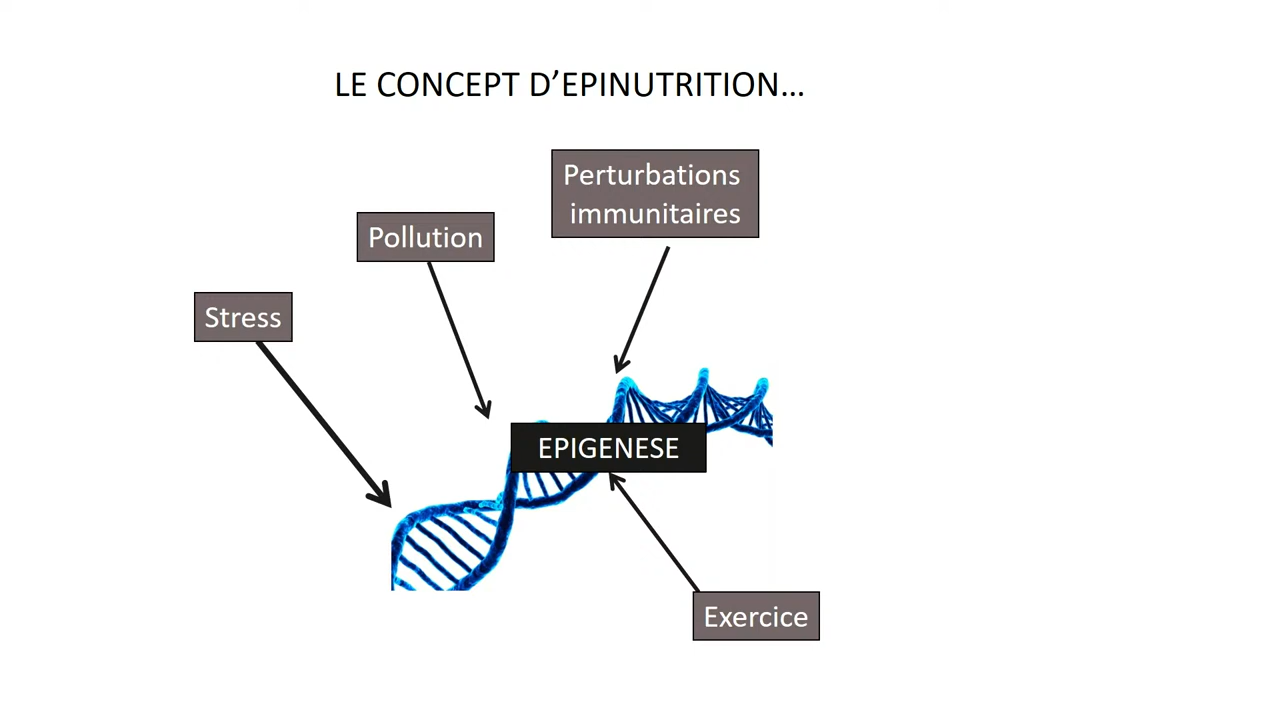 LE CONCEPT D’EPINUTRITION…
Perturbations
immunitaires
Pollution
Stress
EPIGENESE
Exercice